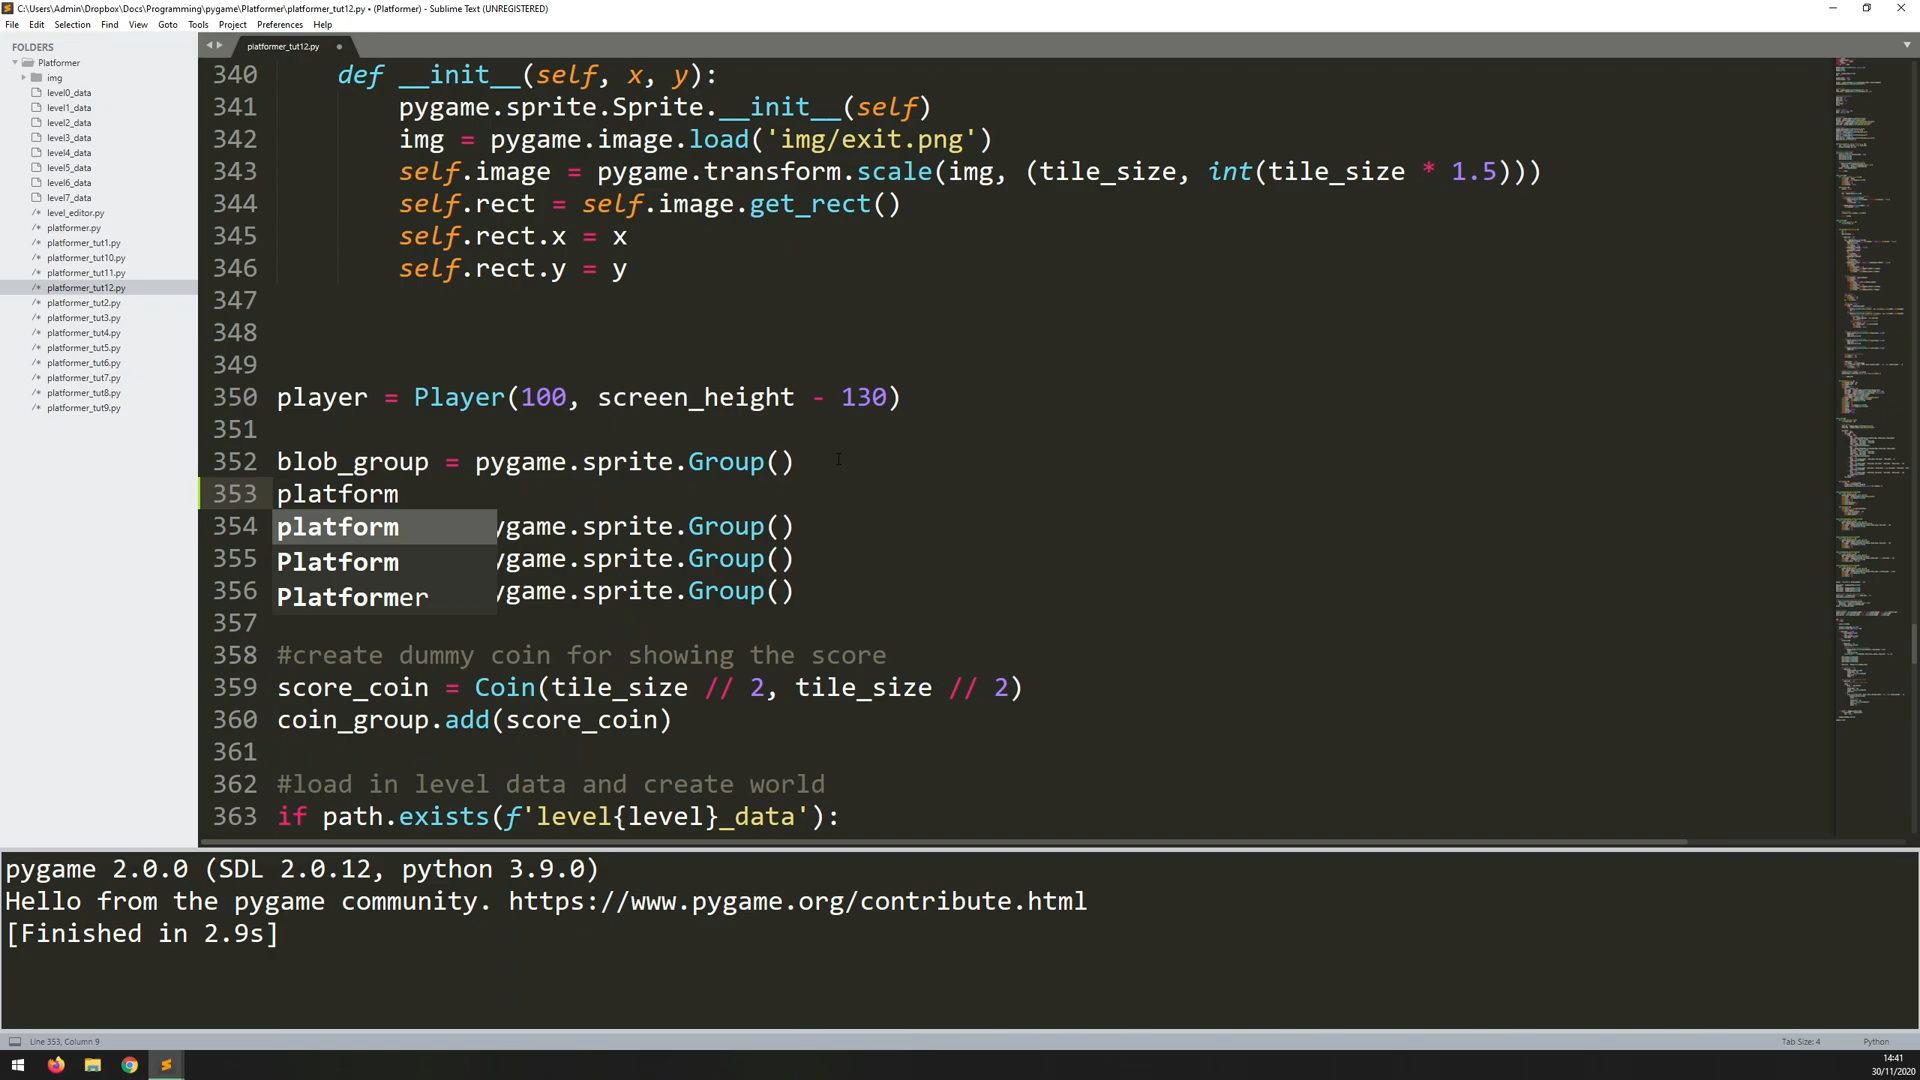 C:\Users\Admin\Dropbox\Docs\Programming\pygame\Platformer\platformer_tut12.py • (Platformer) - Sublime Text (UNREGISTERED)
File Edit Selection Find View Goto Tools Project Preferences Help
FOLDERS
Platformer
img
level0_data
level1_data
level2_data
level3_data
level4_data
level5_data
level6_data
level7_data
level_editor.py
platformer.py
platformer_tut1.py
platformer_tut10.py
platformer_tut11.py
platformer_tut12.py
platformer_tut2.py
platformer_tut3.py
platformer_tut4.py
platformer_tut5.py
platformer_tut6.py
platformer_tut7.py
platformer_tut8.py
platformer_tut9.py
platformer_tut12.py
340 def __init__(self, x, y):
341 pygame.sprite.Sprite.__init__(self)
342 img = pygame.image.load('img/exit.png')
343 self.image = pygame.transform.scale(img, (tile_size, int(tile_size * 1.5)))
344 self.rect = self.image.get_rect()
345 self.rect.x = x
346 self.rect.y = y
347
348
349
350 player = Player(100, screen_height - 130)
351
352 blob_group = pygame.sprite.Group()
353 platform
354 ygame.sprite.Group()
355 ygame.sprite.Group()
356 ygame.sprite.Group()
platform
Platform
Platformer
357
358 #create dummy coin for showing the score
359 score_coin = Coin(tile_size // 2, tile_size // 2)
360 coin_group.add(score_coin)
361
362 #load in level data and create world
363 if path.exists(f'level{level}_data'):
pygame 2.0.0 (SDL 2.0.12, python 3.9.0)
Hello from the pygame community. https://www.pygame.org/contribute.html
[Finished in 2.9s]
Line 353, Column 9
Tab Size: 4
Python
14:41
30/11/2020